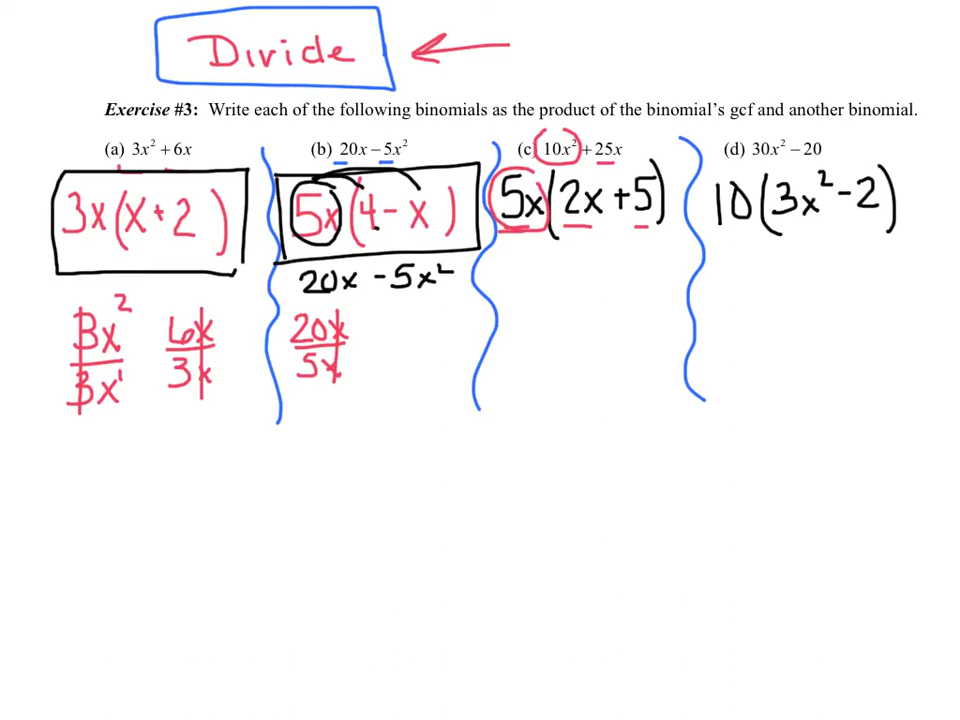 Divide
Exercise #3: Write each of the following binomials as the product of the binomial's gcf and another binomial.
(a) 3x² + 6x (b) 20x − 5x² (c) 10x² + 25x (d) 30x² − 20
3x(x + 2) 5x(4 − x) 5x(2x + 5) 10(3x² − 2)
20x − 5x²
3x² 6x 20x
3x¹ 3x 5x